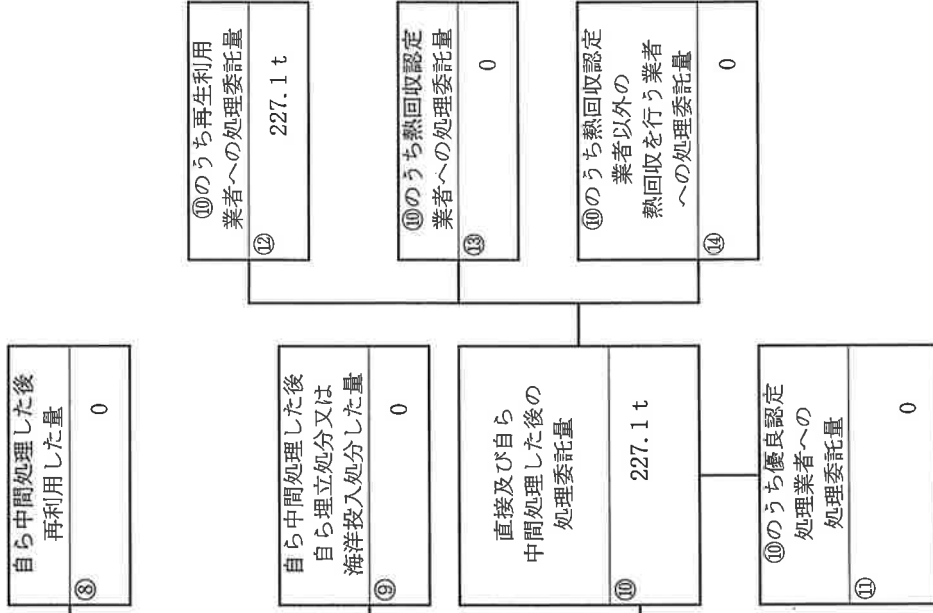 自ら中間処理した後
再利用した量
⑧
0
自ら中間処理した後
自ら埋立処分又は
海洋投入処分した量
⑨
0
直接及び自ら
中間処理した後の
処理委託量
⑩
227.1 t
⑩のうち優良認定
処理業者への
処理委託量
⑪
0
⑩のうち再生利用
業者への処理委託量
⑫
227.1 t
⑩のうち熱回収認定
業者への処理委託量
⑬
0
⑩のうち熱回収認定
業者以外の
熱回収を行う業者
への処理委託量
⑭
0